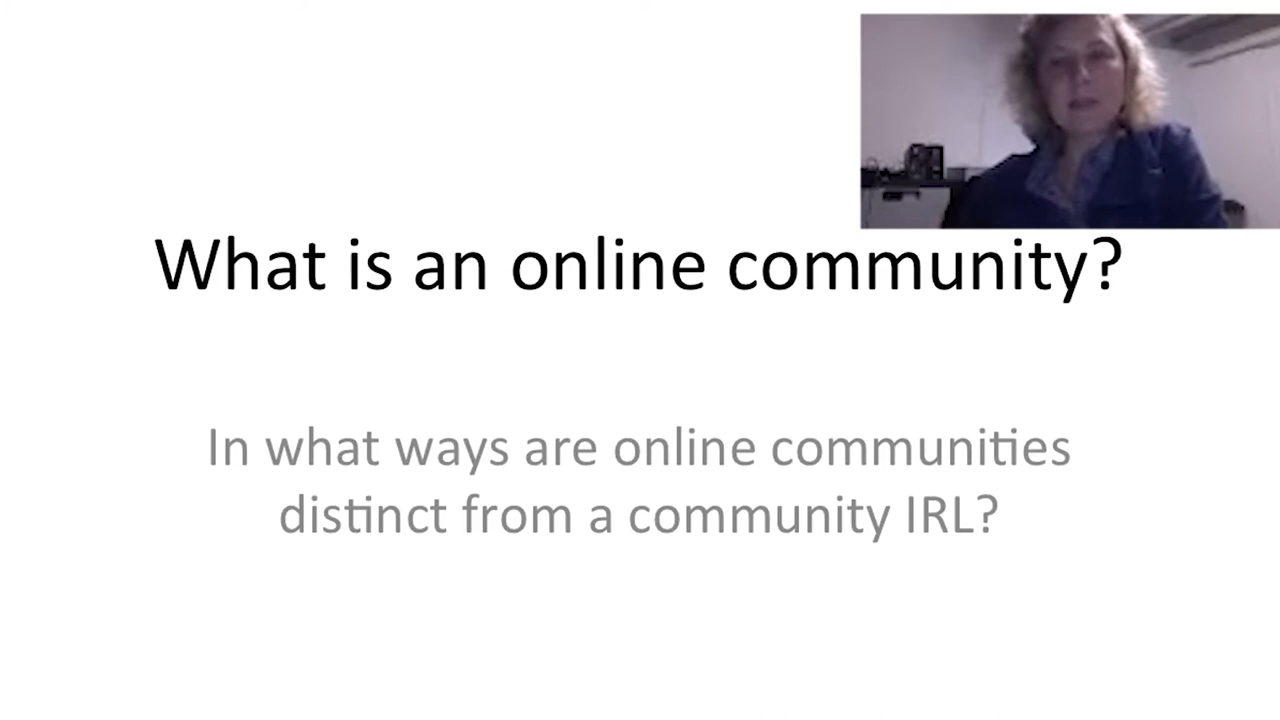 What is an online community?
In what ways are online communities
distinct from a community IRL?